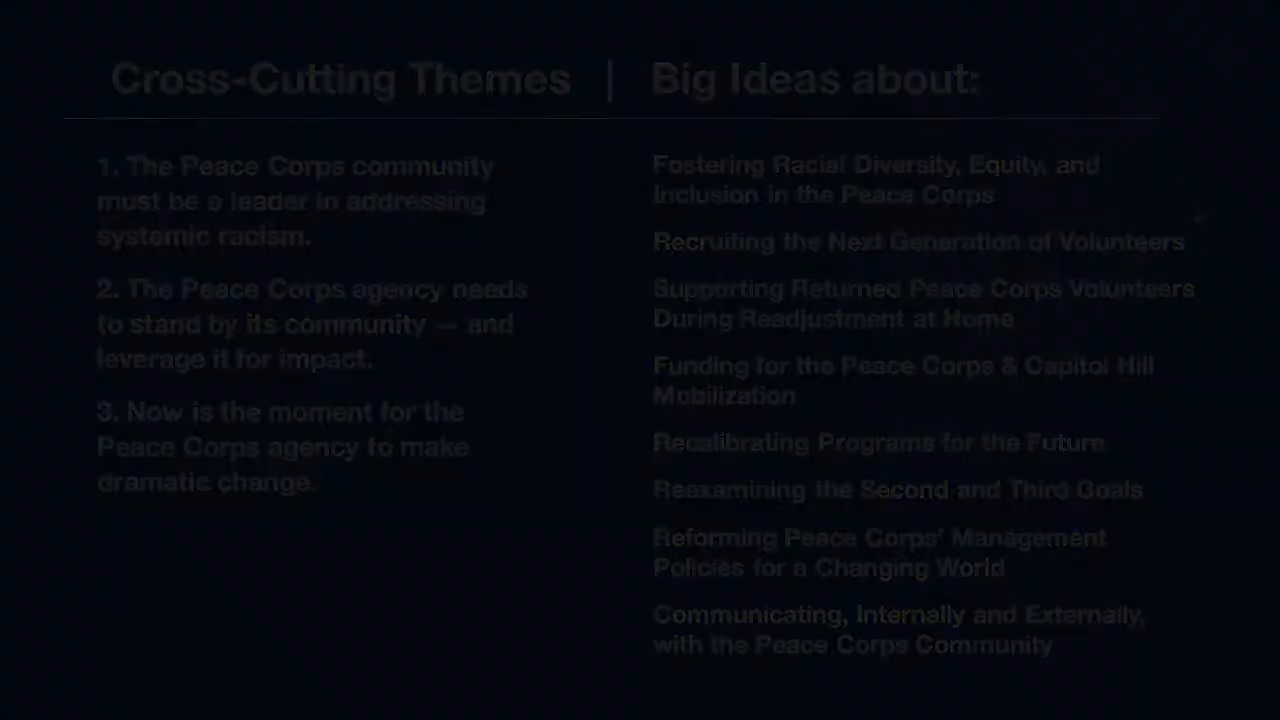 Cross-Cutting Themes | Big Ideas about:
1. The Peace Corps community
must be a leader in addressing
systemic racism.
2. The Peace Corps agency needs
to stand by its community — and
leverage it for impact.
3. Now is the moment for the
Peace Corps agency to make
dramatic change.
Fostering Racial Diversity, Equity, and
Inclusion in the Peace Corps
Recruiting the Next Generation of Volunteers
Supporting Returned Peace Corps Volunteers
During Readjustment at Home
Funding for the Peace Corps & Capitol Hill
Mobilization
Recalibrating Programs for the Future
Reexamining the Second and Third Goals
Reforming Peace Corps' Management
Policies for a Changing World
Communicating, Internally and Externally,
with the Peace Corps Community